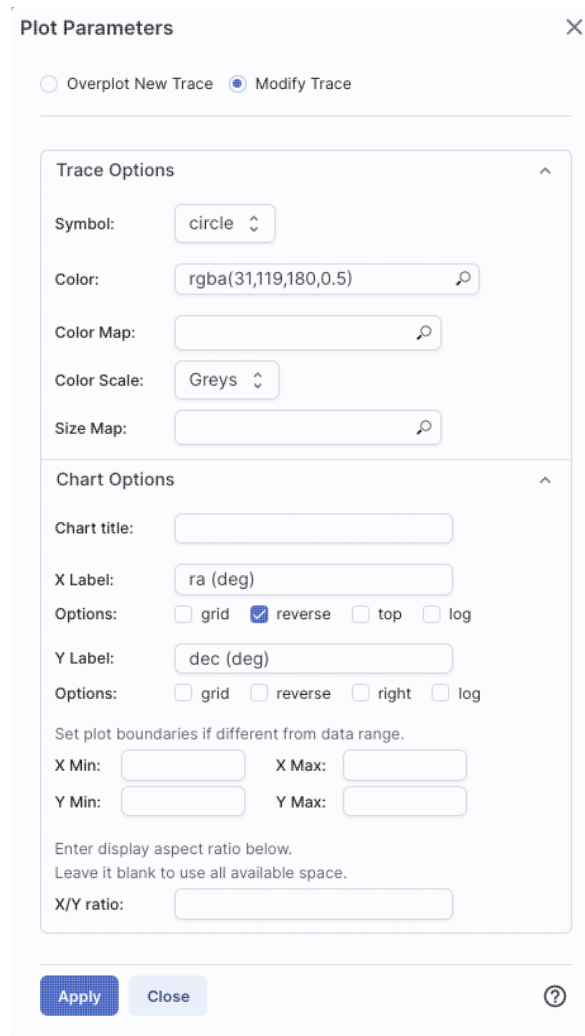 Plot Parameters
Overplot New Trace Modify Trace
Trace Options
Symbol: circle
Color: rgba(31,119,180,0.5)
Color Map:
Color Scale: Greys
Size Map:
Chart Options
Chart title:
X Label: ra (deg)
Options: grid reverse top log
Y Label: dec (deg)
Options: grid reverse right log
Set plot boundaries if different from data range.
X Min: X Max:
Y Min: Y Max:
Enter display aspect ratio below.
Leave it blank to use all available space.
X/Y ratio:
Apply Close